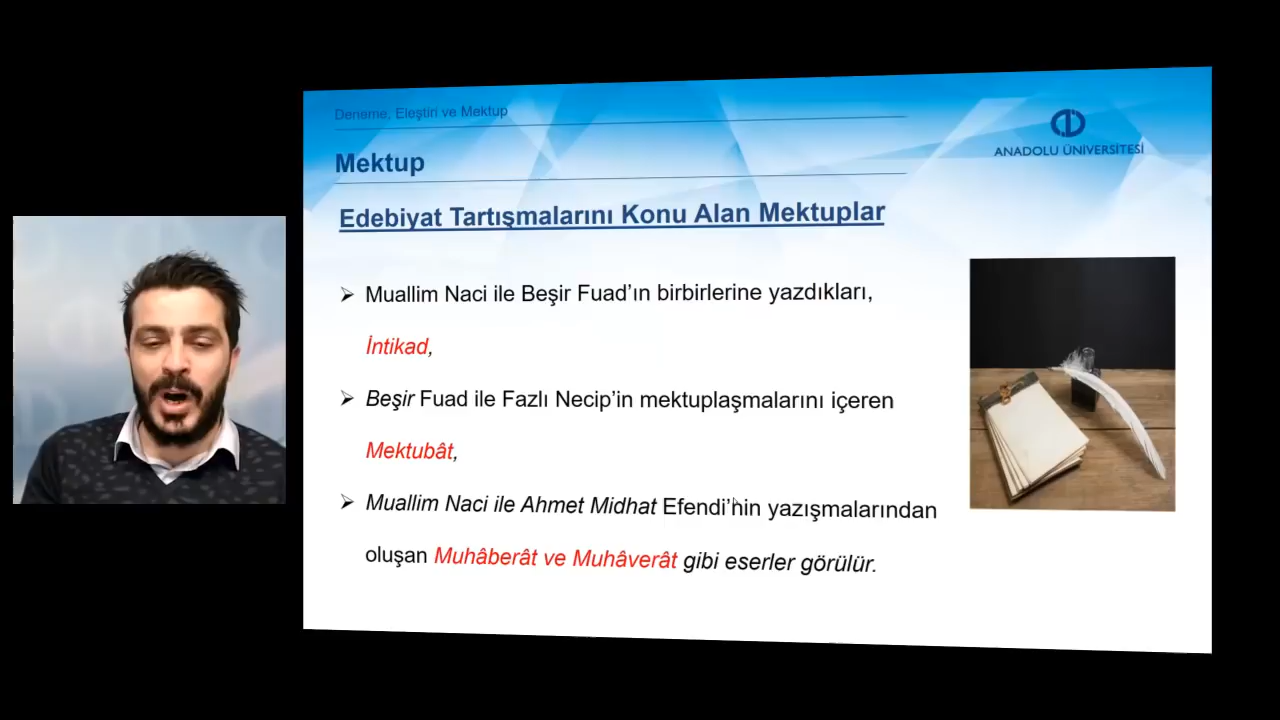 Deneme, Eleştiri ve Mektup
ANADOLU ÜNİVERSİTESİ
Mektup
Edebiyat Tartışmalarını Konu Alan Mektuplar
➢ Muallim Naci ile Beşir Fuad’ın birbirlerine yazdıkları,
İntikad,
➢ Beşir Fuad ile Fazlı Necip’in mektuplaşmalarını içeren
Mektubât,
➢ Muallim Naci ile Ahmet Midhat Efendi’nin yazışmalarından
oluşan Muhâberât ve Muhâverât gibi eserler görülür.